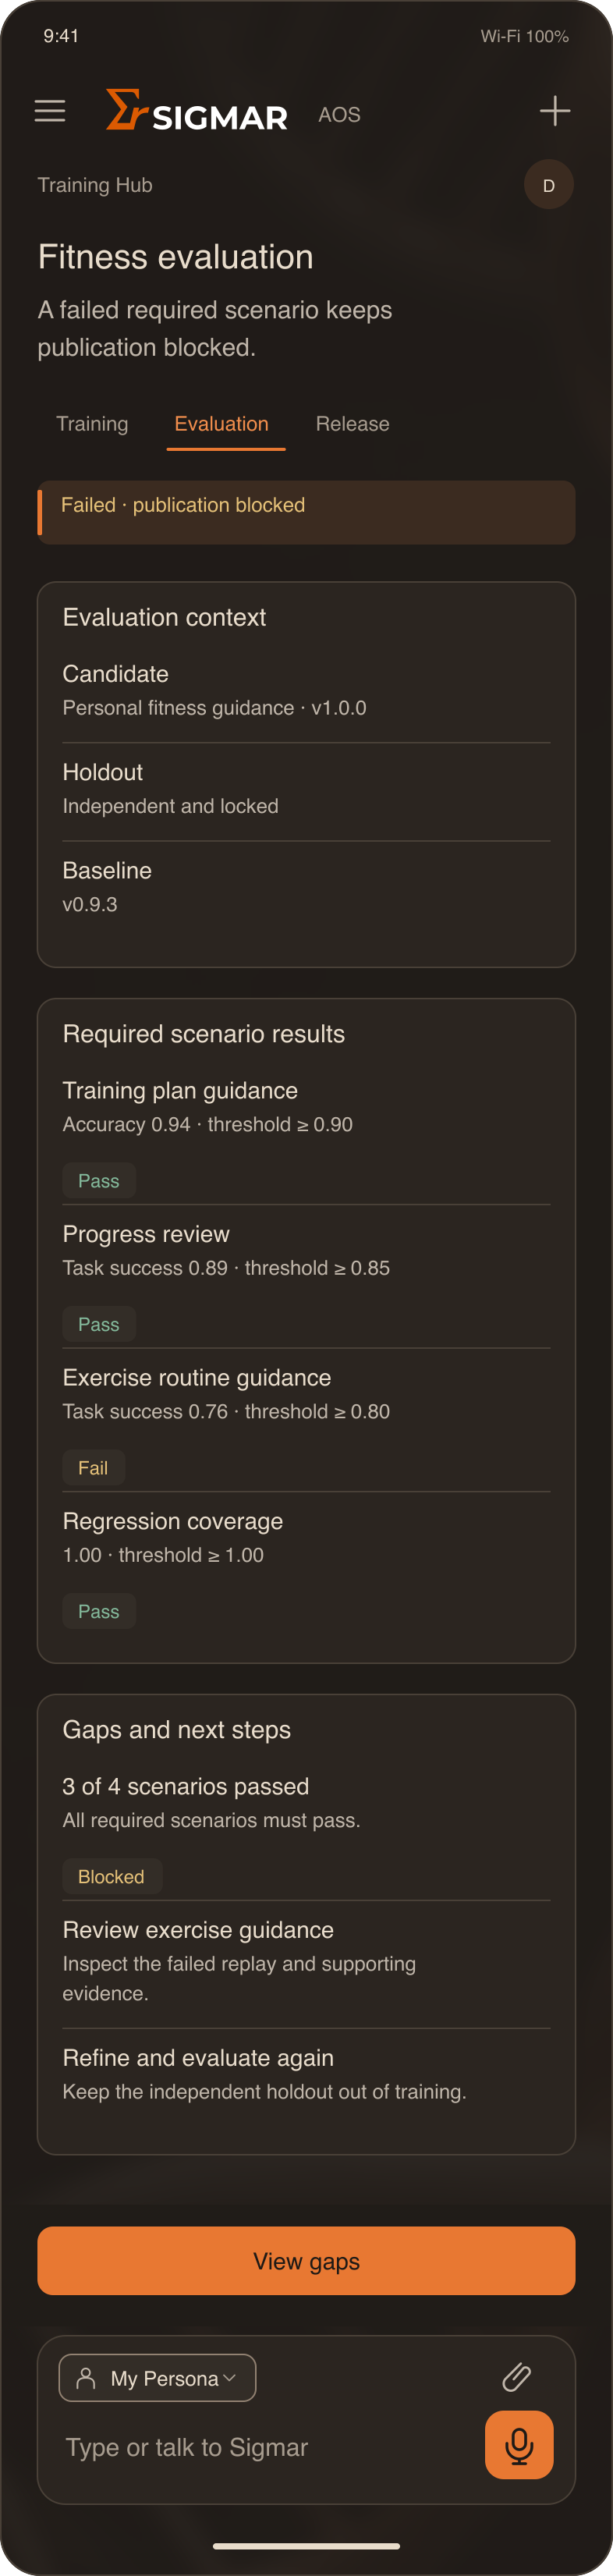 9:41
Wi-Fi 100%
Σr SIGMAR
AOS
Training Hub
D
Fitness evaluation
A failed required scenario keeps
publication blocked.
Training
Evaluation
Release
Failed · publication blocked
Evaluation context
Candidate
Personal fitness guidance · v1.0.0
Holdout
Independent and locked
Baseline
v0.9.3
Required scenario results
Training plan guidance
Accuracy 0.94 · threshold ≥ 0.90
Pass
Progress review
Task success 0.89 · threshold ≥ 0.85
Pass
Exercise routine guidance
Task success 0.76 · threshold ≥ 0.80
Fail
Regression coverage
1.00 · threshold ≥ 1.00
Pass
Gaps and next steps
3 of 4 scenarios passed
All required scenarios must pass.
Blocked
Review exercise guidance
Inspect the failed replay and supporting
evidence.
Refine and evaluate again
Keep the independent holdout out of training.
View gaps
My Persona
Type or talk to Sigmar